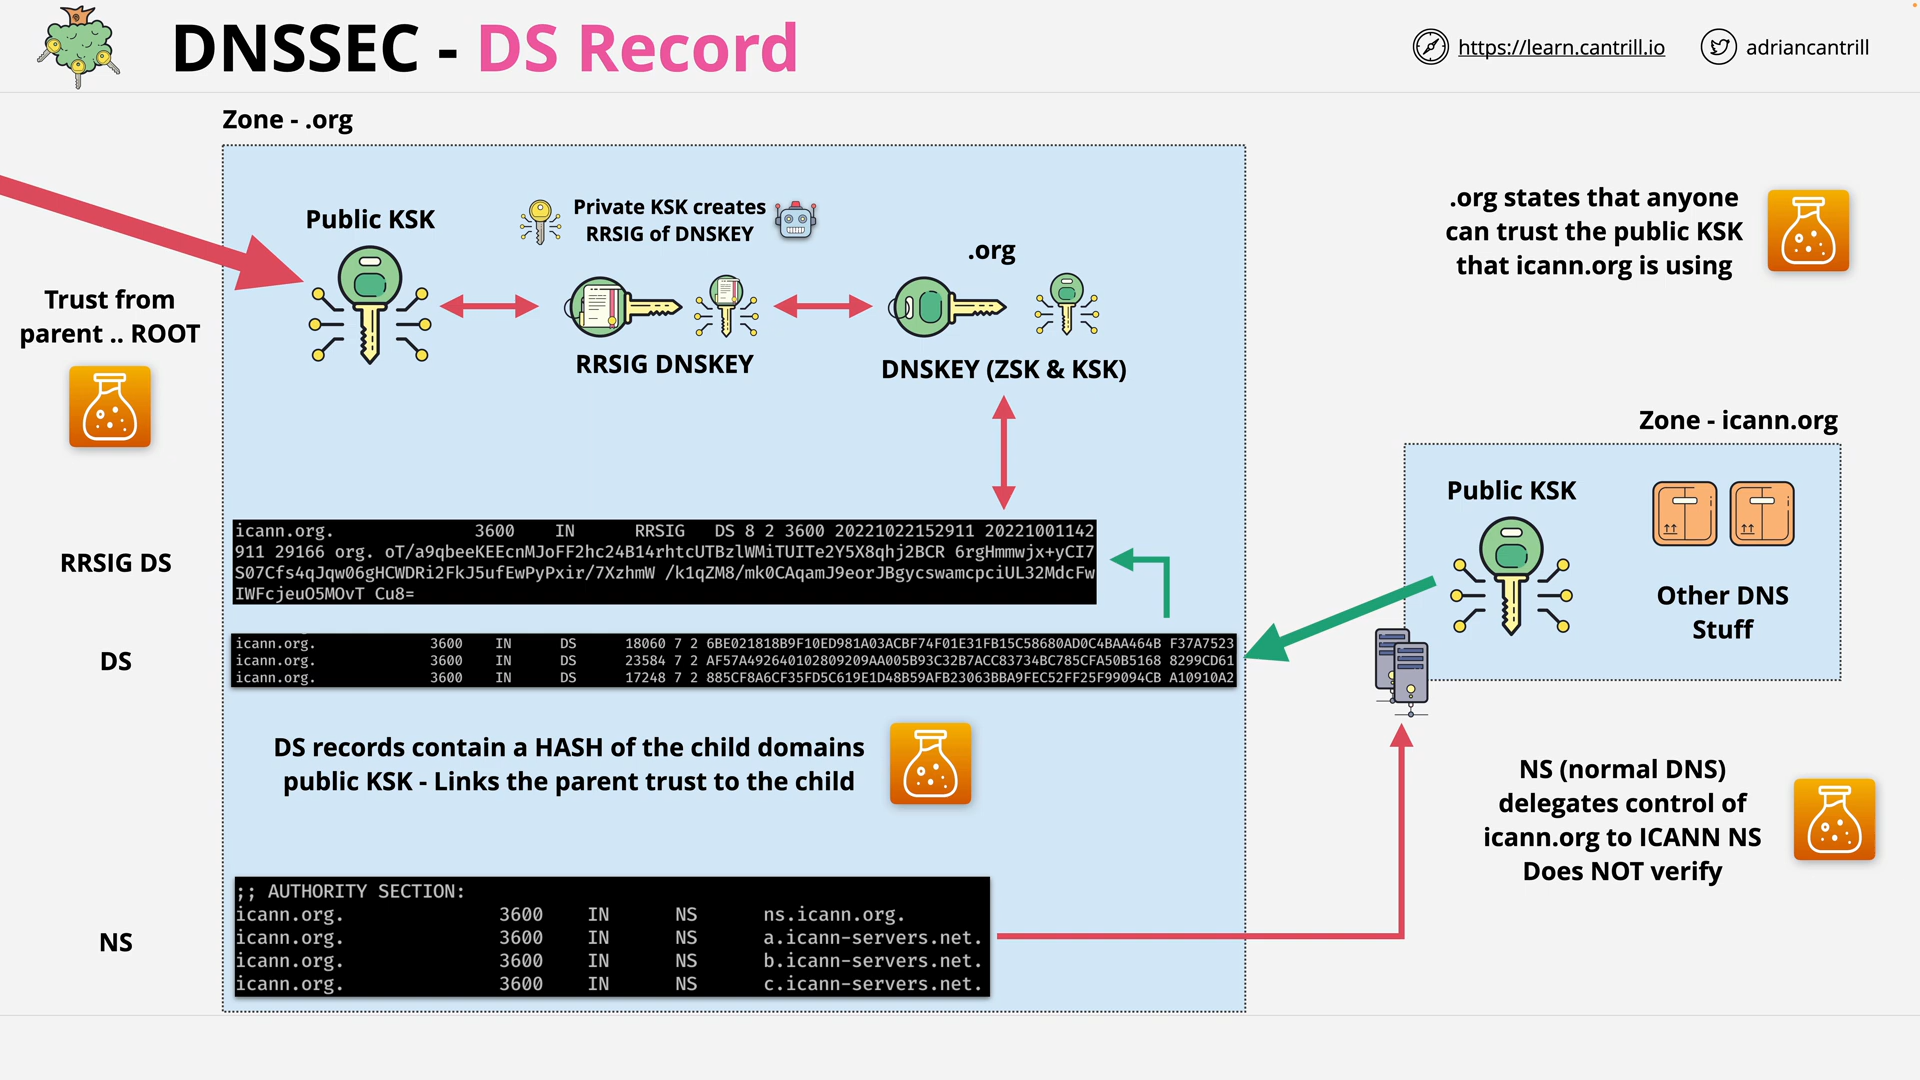 DNSSEC - DS Record
https://learn.cantrill.io
adriancantrill
Zone - .org
Public KSK
Private KSK creates
RRSIG of DNSKEY
.org
RRSIG DNSKEY
DNSKEY (ZSK & KSK)
Trust from
parent .. ROOT
.org states that anyone
can trust the public KSK
that icann.org is using
Zone - icann.org
Public KSK
Other DNS
Stuff
RRSIG DS
icann.org. 3600 IN RRSIG DS 8 2 3600 20221022152911 20221001142
911 29166 org. oT/a9qbeeKEEcnMJoFF2hc24B14rhtcUTBzlWMiTUITe2Y5X8qhj2BCR 6rgHmmwjx+yCI7
S07Cfs4qJqw06gHCWDRi2FkJ5ufEwPyPxir/7XzhmW /k1qZM8/mk0CAqamJ9eorJBgycswamcpciUL32MdcFw
IWFcjeuO5MOvT Cu8=
DS
icann.org. 3600 IN DS 18060 7 2 6BE021818B9F10ED981A03ACBF74F01E31FB15C58680AD0C4BAA464B F37A7523
icann.org. 3600 IN DS 23584 7 2 AF57A492640102809209AA005B93C32B7ACC83734BC785CFA50B5168 8299CD61
icann.org. 3600 IN DS 17248 7 2 885CF8A6CF35FD5C619E1D48B59AFB23063BBA9FEC52FF25F99094CB A10910A2
DS records contain a HASH of the child domains
public KSK - Links the parent trust to the child
NS (normal DNS)
delegates control of
icann.org to ICANN NS
Does NOT verify
NS
;; AUTHORITY SECTION:
icann.org. 3600 IN NS ns.icann.org.
icann.org. 3600 IN NS a.icann-servers.net.
icann.org. 3600 IN NS b.icann-servers.net.
icann.org. 3600 IN NS c.icann-servers.net.